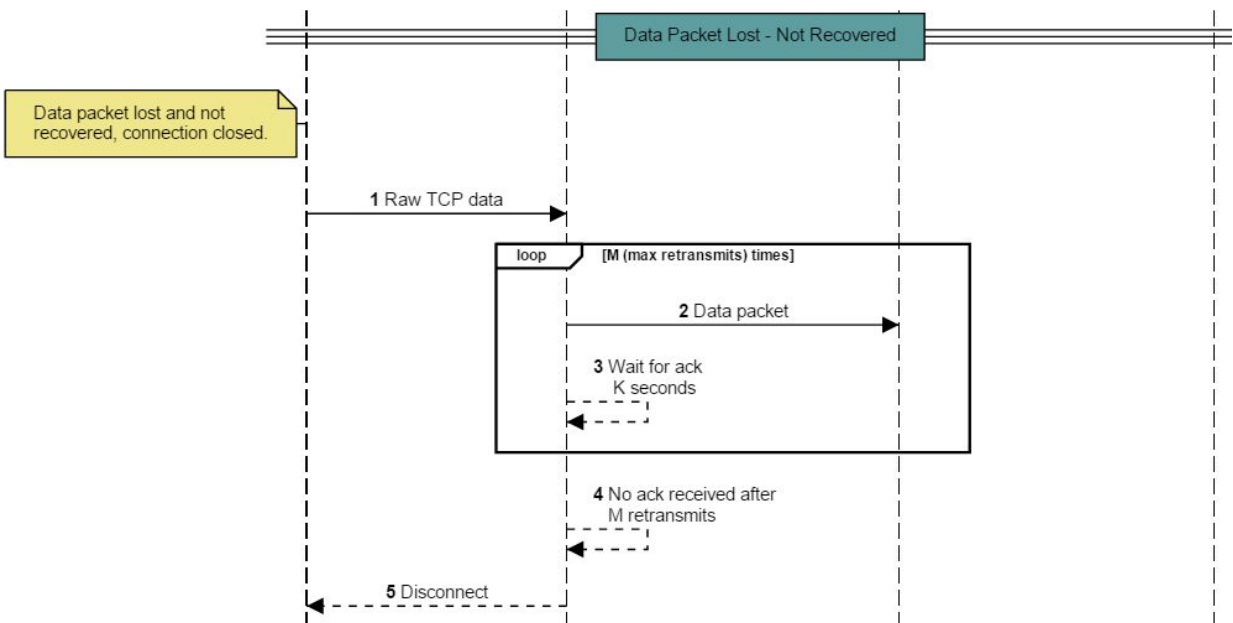 Data Packet Lost - Not Recovered
Data packet lost and not
recovered, connection closed.
1 Raw TCP data
loop [M (max retransmits) times]
2 Data packet
3 Wait for ack
K seconds
4 No ack received after
M retransmits
5 Disconnect